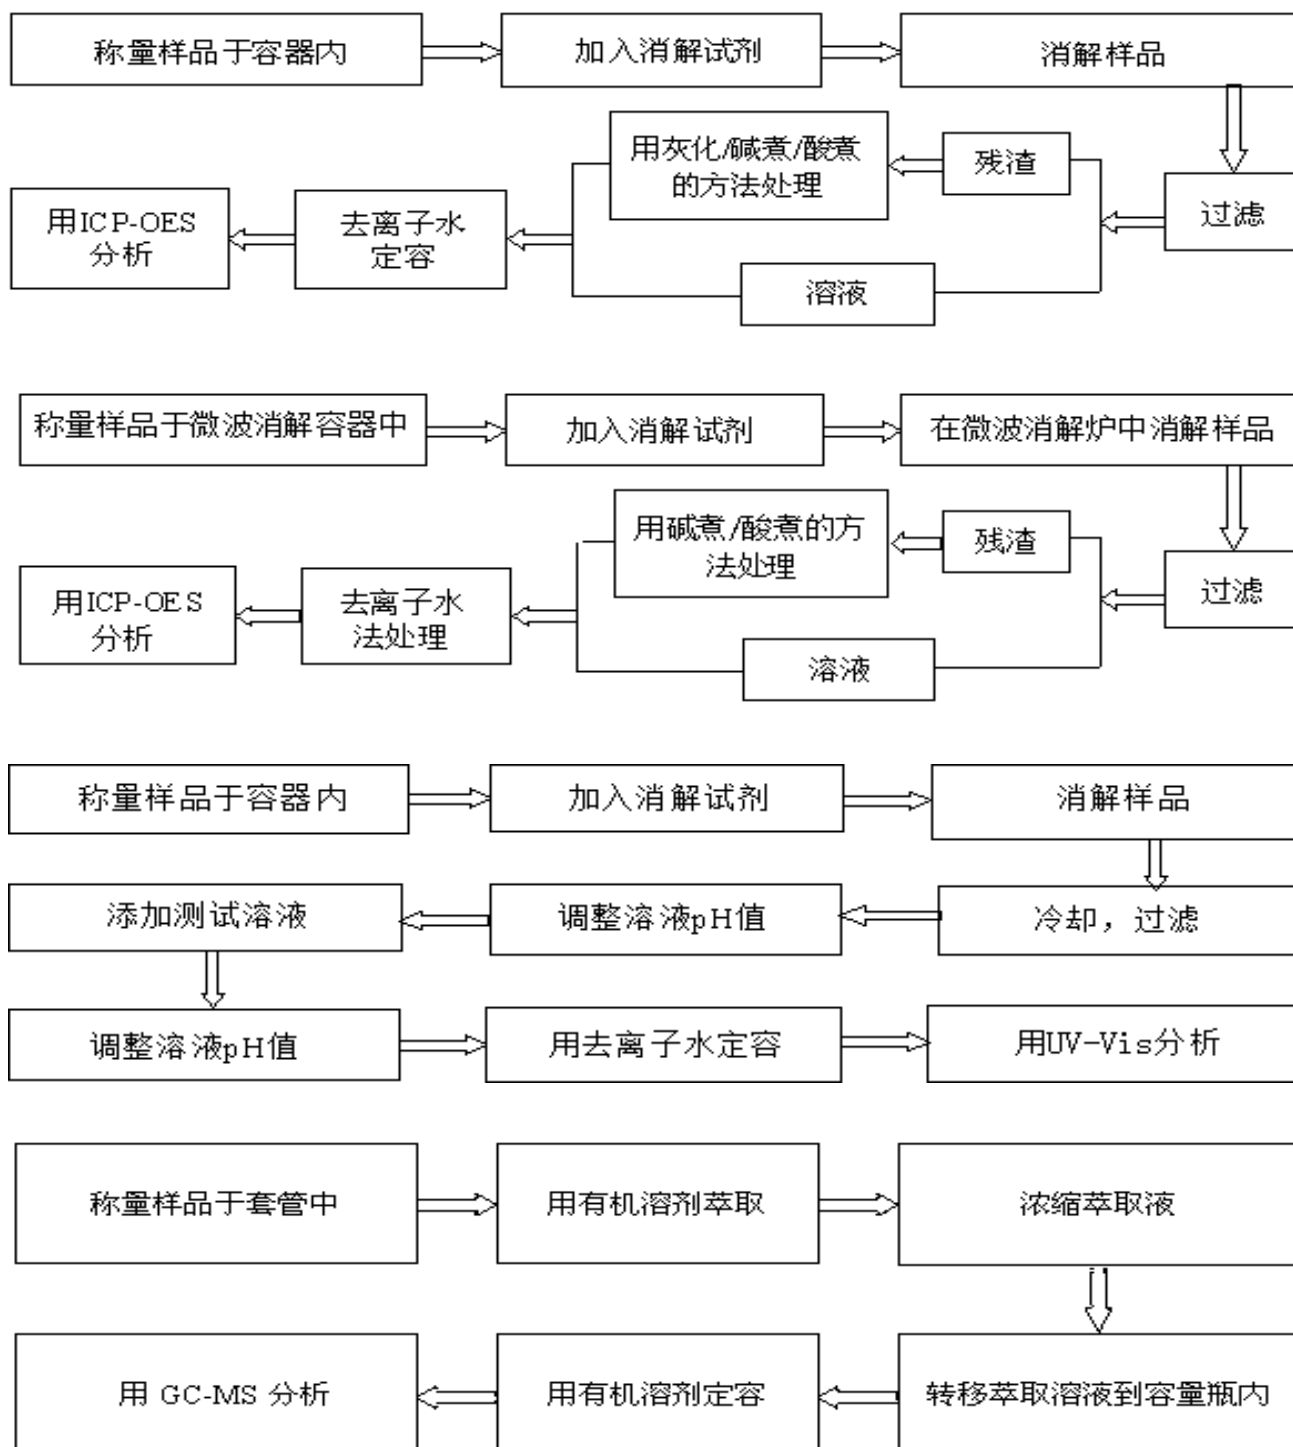 称量样品于容器内
加入消解试剂
消解样品
用灰化/碱煮/酸煮
的方法处理
残渣
过滤
用ICP-OES
分析
去离子水
定容
溶液
称量样品于微波消解容器中
加入消解试剂
在微波消解炉中消解样品
用碱煮/酸煮的方
法处理
残渣
过滤
用ICP-OES
分析
去离子水
法处理
溶液
称量样品于容器内
加入消解试剂
消解样品
添加测试溶液
调整溶液pH值
冷却，过滤
调整溶液pH值
用去离子水定容
用UV-Vis分析
称量样品于套管中
用有机溶剂萃取
浓缩萃取液
用 GC-MS 分析
用有机溶剂定容
转移萃取溶液到容量瓶内